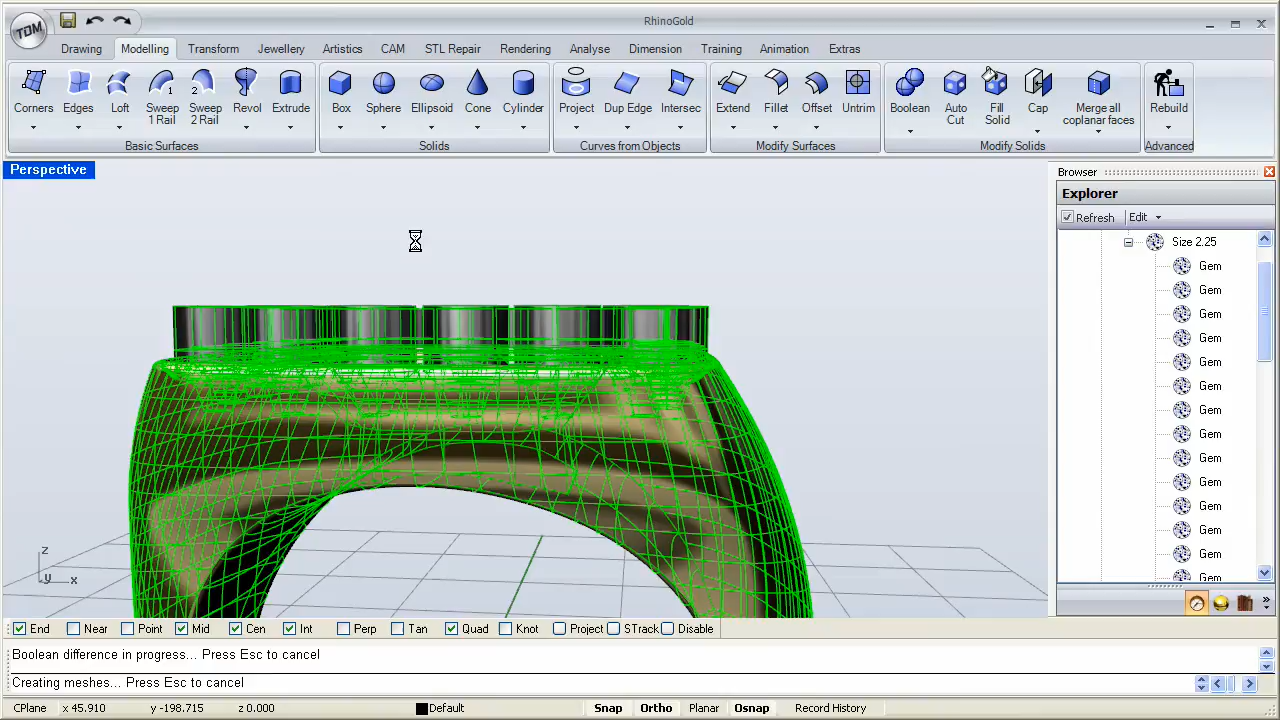 RhinoGold
TDM
Drawing Modelling Transform Jewellery Artistics CAM STL Repair Rendering Analyse Dimension Training Animation Extras
Corners Edges Loft Sweep 1 Rail Sweep 2 Rail Revol Extrude
Box Sphere Ellipsoid Cone Cylinder
Project Dup Edge Intersec
Extend Fillet Offset Untrim
Boolean Auto Cut Fill Solid Cap Merge all coplanar faces
Rebuild
Basic Surfaces Solids Curves from Objects Modify Surfaces Modify Solids Advanced
Perspective
Browser
Explorer
Refresh Edit
Size 2.25
Gem
Gem
Gem
Gem
Gem
Gem
Gem
Gem
Gem
Gem
Gem
Gem
Gem
Gem
End Near Point Mid Cen Int Perp Tan Quad Knot Project STrack Disable
Boolean difference in progress... Press Esc to cancel
Creating meshes... Press Esc to cancel
CPlane x 45.910 y -198.715 z 0.000 Default Snap Ortho Planar Osnap Record History
z
y x